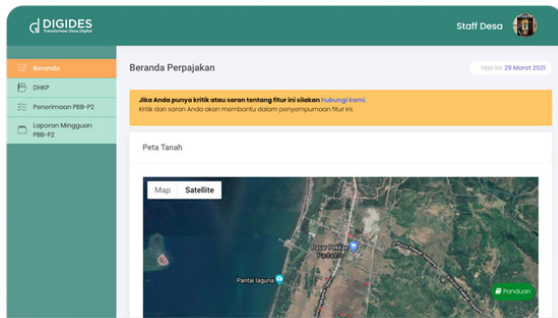 DIGIDES
Transformasi Desa Digital
Staff Desa
Beranda
DHKP
Penerimaan PBB-P2
Laporan Mingguan
PBB-P2
Beranda Perpajakan
Hari ini: 29 Maret 2021
Jika Anda punya kritik atau saran tentang fitur ini silakan hubungi kami.
Kritik dan saran Anda akan membantu dalam penyempurnaan fitur ini.
Peta Tanah
Map Satellite
Pantai laguna
Panduan